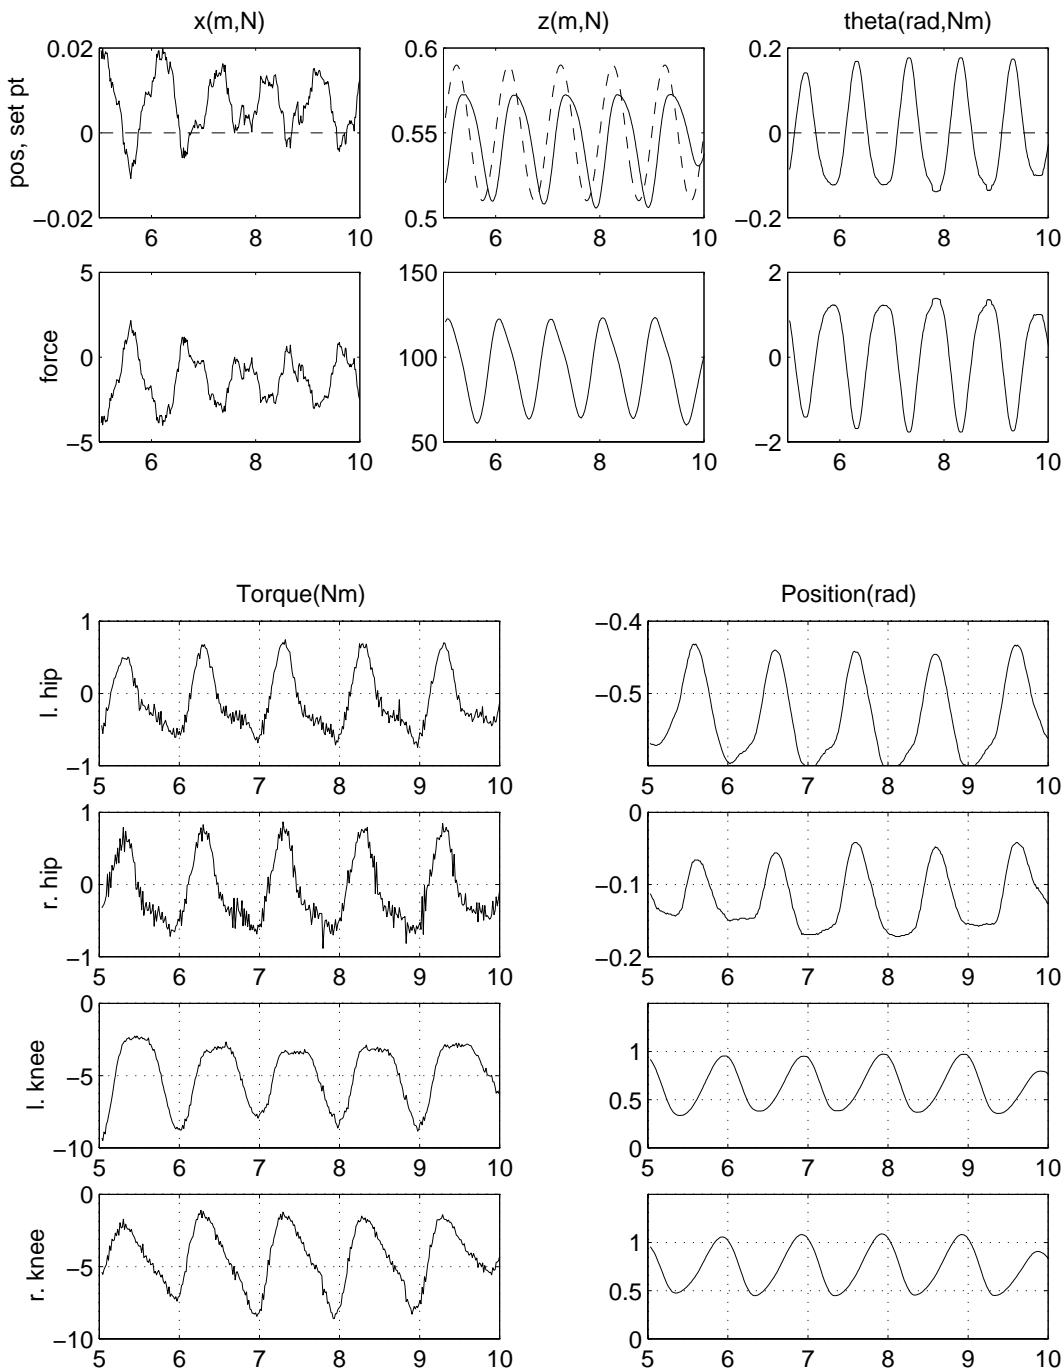 x(m,N) z(m,N) theta(rad,Nm)
pos, set pt
0.02
0
−0.02
6 8 10
0.6
0.55
0.5
6 8 10
0.2
0
−0.2
6 8 10
force
5
0
−5
6 8 10
150
100
50
6 8 10
2
0
−2
6 8 10
Torque(Nm) Position(rad)
l. hip
1
0
−1
5 6 7 8 9 10
−0.4
−0.5
5 6 7 8 9 10
r. hip
1
0
−1
5 6 7 8 9 10
0
−0.1
−0.2
5 6 7 8 9 10
l. knee
0
−5
−10
5 6 7 8 9 10
1
0.5
0
5 6 7 8 9 10
r. knee
0
−5
−10
5 6 7 8 9 10
1
0.5
0
5 6 7 8 9 10